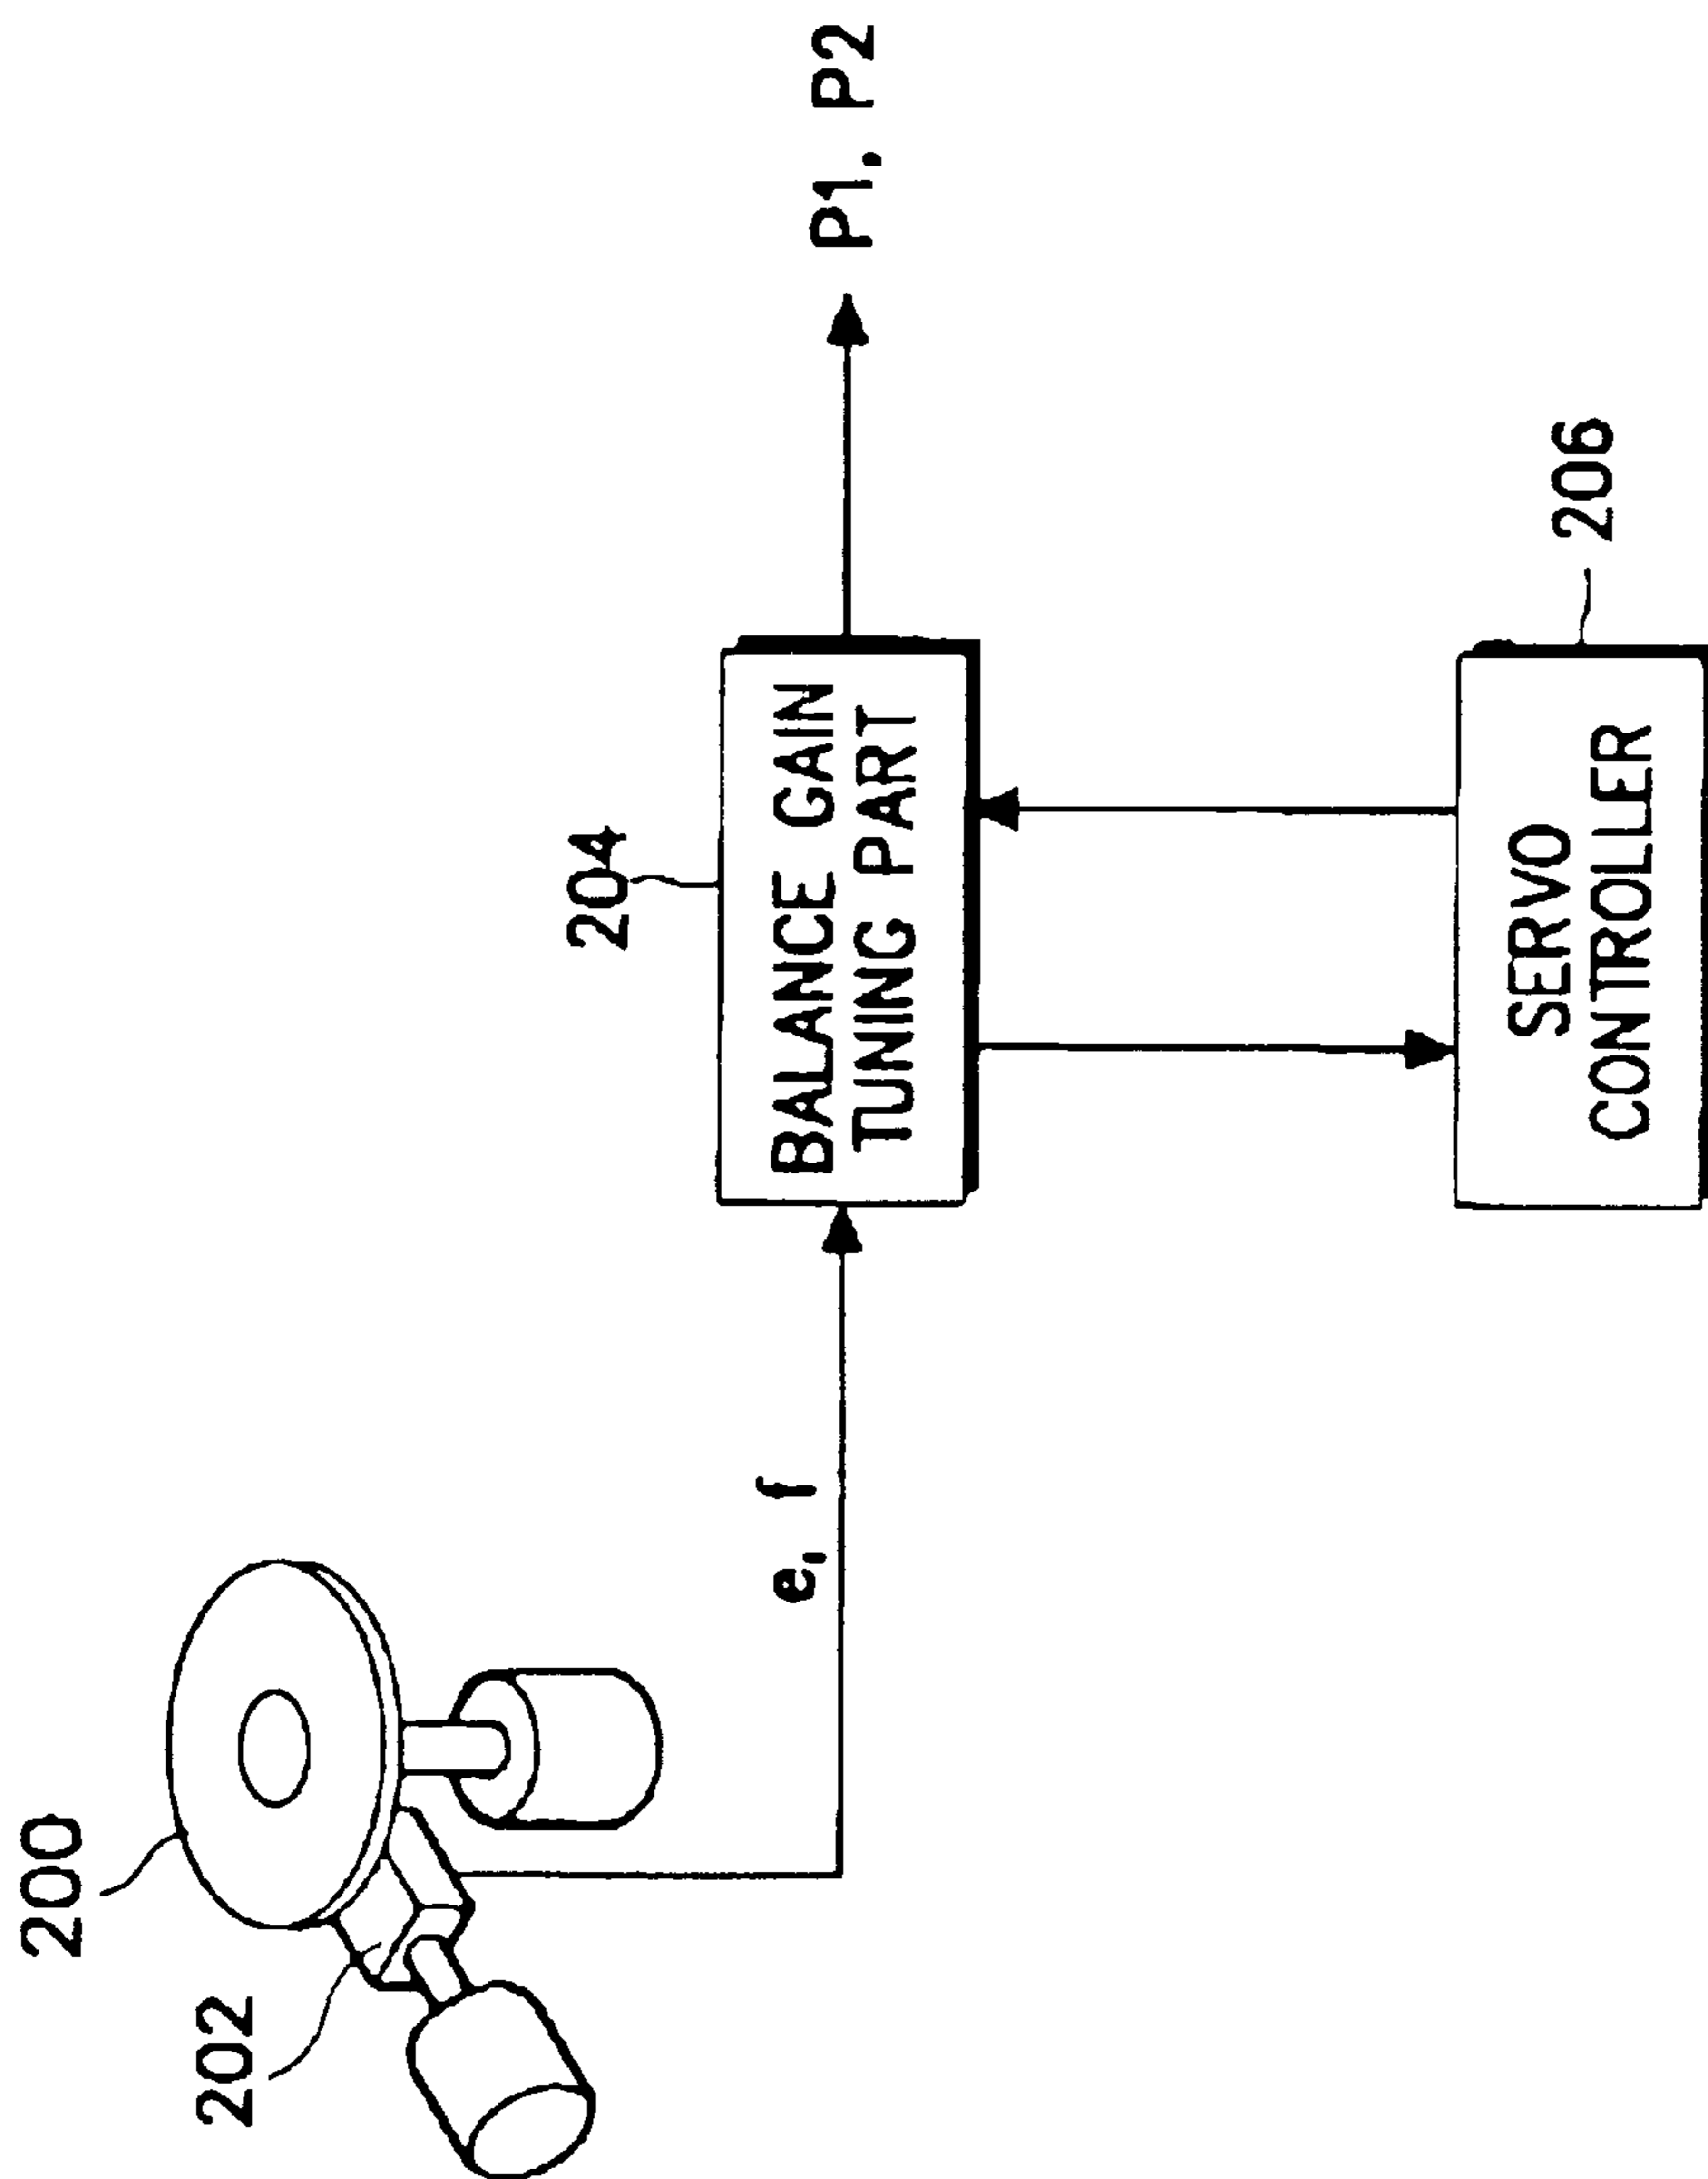 200
202
204
BALANCE GAIN
TUNING PART
e, f
P1, P2
SERVO
CONTROLLER
206